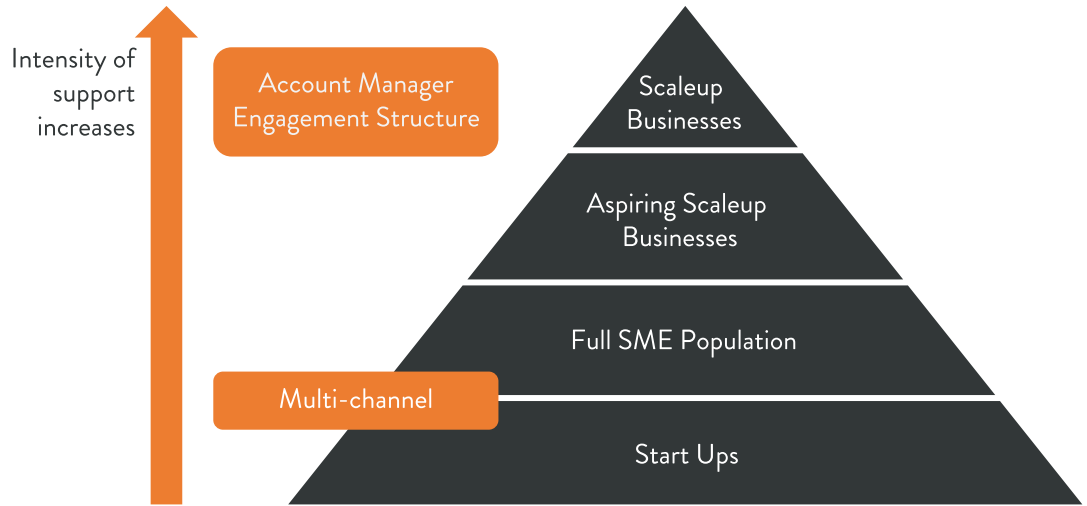 Intensity of
support
increases
Account Manager
Engagement Structure
Scaleup
Businesses
Aspiring Scaleup
Businesses
Full SME Population
Multi-channel
Start Ups